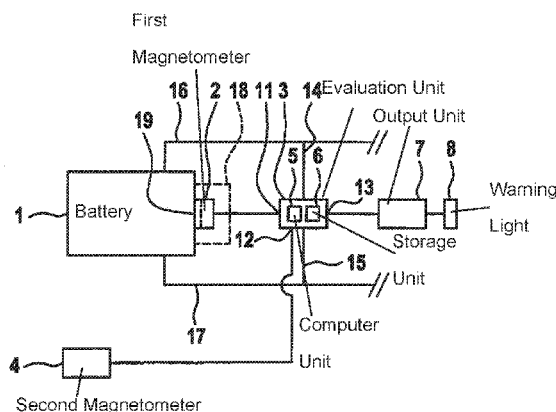 First
Magnetometer
Evaluation Unit
16 2 18 11 3 14
Output Unit
19 5 6 7 8
13
Warning
1 Battery
Storage
Light
12
15
Unit
17
Computer
4
Unit
Second Magnetometer